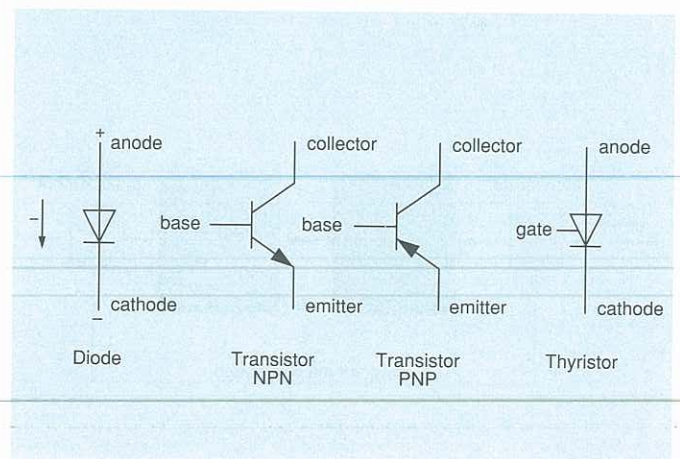 +
anode
–
cathode
–
Diode
collector
base
emitter
Transistor
NPN
collector
base
emitter
Transistor
PNP
anode
gate
cathode
Thyristor